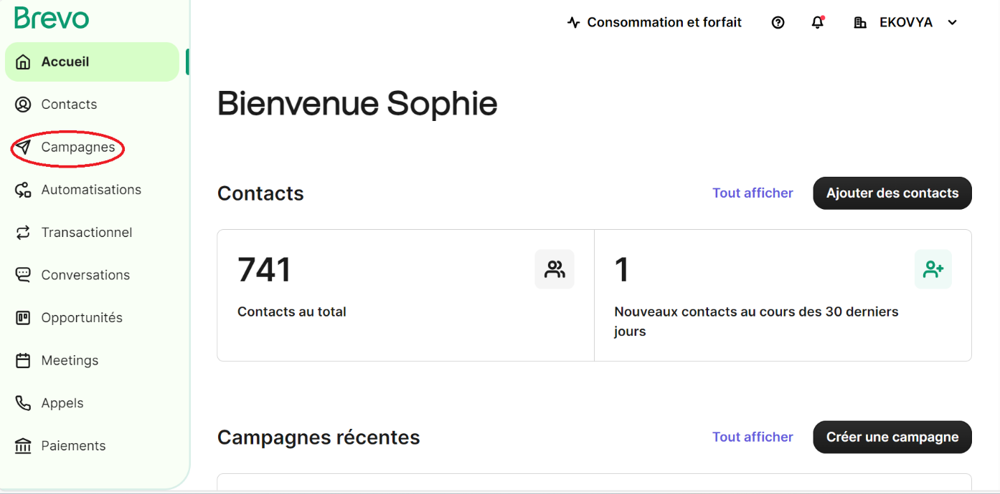 Brevo
Accueil
Contacts
Campagnes
Automatisations
Transactionnel
Conversations
Opportunités
Meetings
Appels
Paiements
Consommation et forfait
EKOVYA
Bienvenue Sophie
Contacts
Tout afficher
Ajouter des contacts
741
Contacts au total
1
Nouveaux contacts au cours des 30 derniers
jours
Campagnes récentes
Tout afficher
Créer une campagne